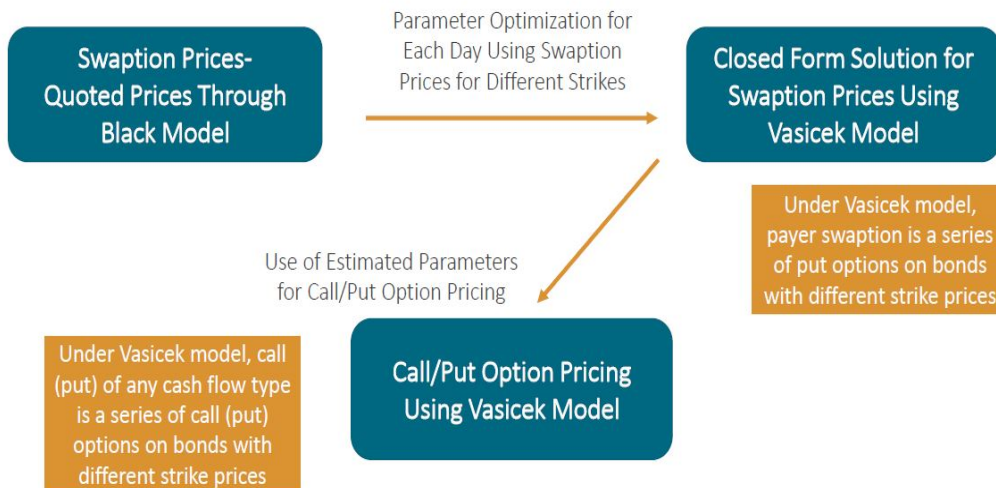 Swaption Prices-
Quoted Prices Through
Black Model
Parameter Optimization for
Each Day Using Swaption
Prices for Different Strikes
Closed Form Solution for
Swaption Prices Using
Vasicek Model
Under Vasicek model,
payer swaption is a series
of put options on bonds
with different strike prices
Use of Estimated Parameters
for Call/Put Option Pricing
Under Vasicek model, call
(put) of any cash flow type
is a series of call (put)
options on bonds with
different strike prices
Call/Put Option Pricing
Using Vasicek Model